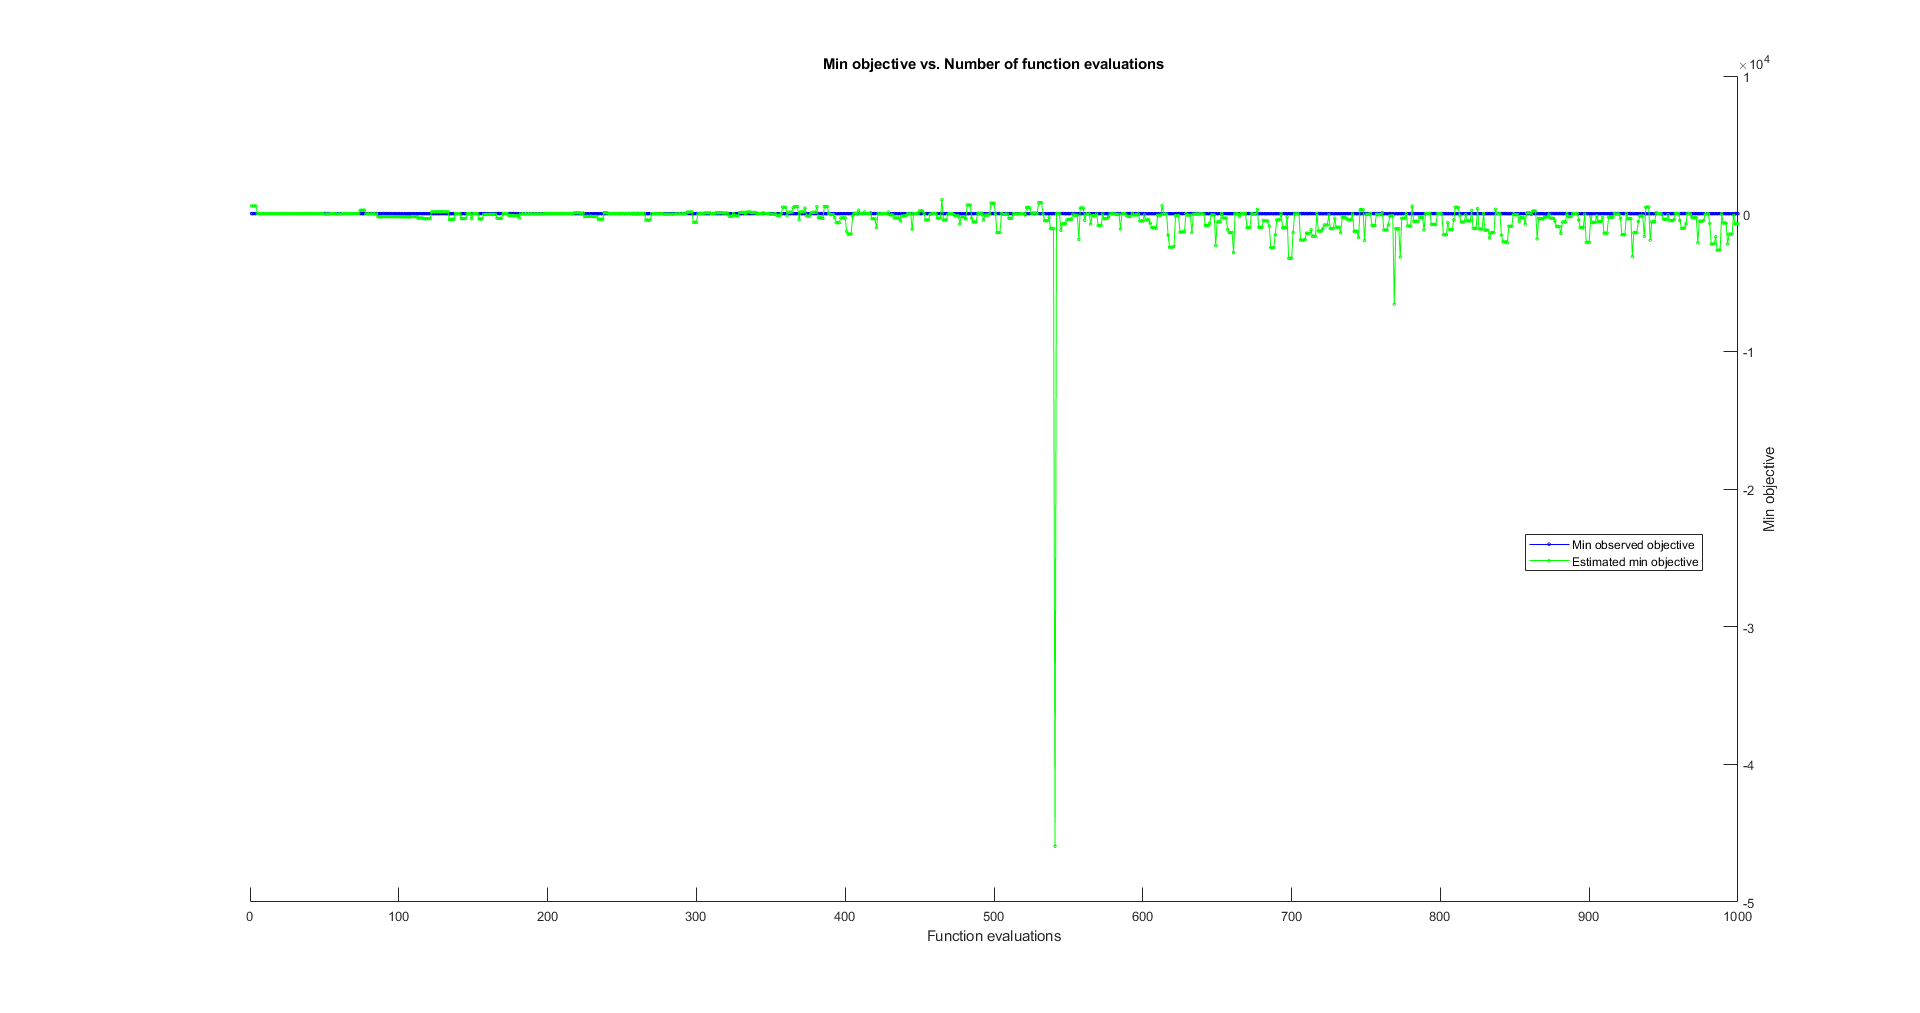 Min objective vs. Number of function evaluations
×10^4
1
0
-1
-2
Min objective
Min observed objective
Estimated min objective
-3
-4
-5
0 100 200 300 400 500 600 700 800 900 1000
Function evaluations